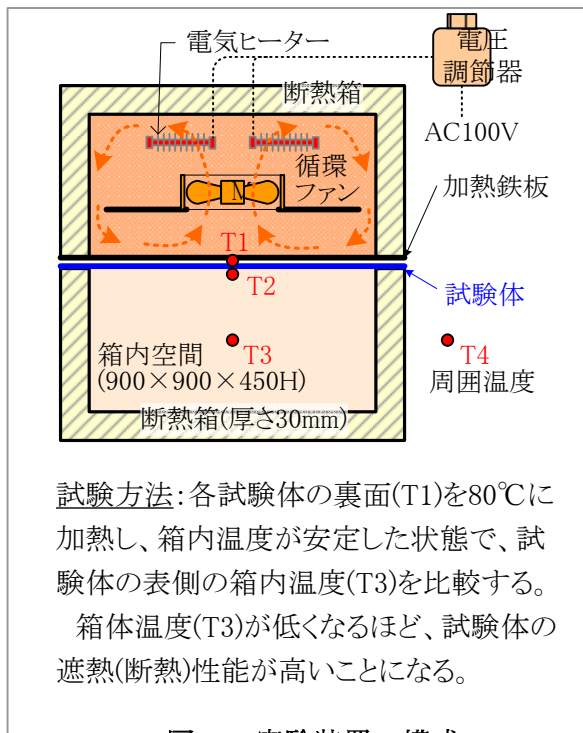 電気ヒーター
電圧
調節器
断熱箱
AC100V
循環
ファン
M
加熱鉄板
T1
T2
試験体
箱内空間
(900×900×450H)
T3
T4
周囲温度
断熱箱(厚さ30mm)
試験方法:各試験体の裏面(T1)を80℃に
加熱し、箱内温度が安定した状態で、試
験体の表側の箱内温度(T3)を比較する。
箱体温度(T3)が低くなるほど、試験体の
遮熱(断熱)性能が高いことになる。